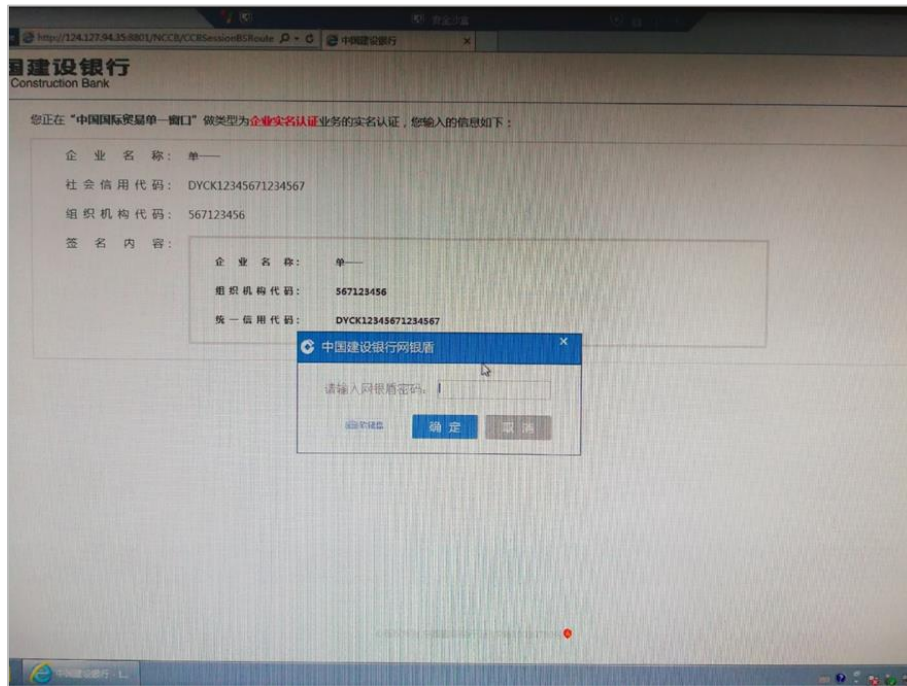 http://124.127.94.35:8801/NCCB/CCBSessionBSRoute
中国建设银行
国建设银行
Construction Bank
您正在“中国国际贸易单一窗口”做类型为企业实名认证业务的实名认证，您输入的信息如下：
企业名称： 单一
社会信用代码： DYCK12345671234567
组织机构代码： 567123456
签名内容：
企业名称： 单一
组织机构代码： 567123456
统一信用代码： DYCK12345671234567
中国建设银行网银盾
请输入网银盾密码：
确定 取消
中国建设银行 - I...